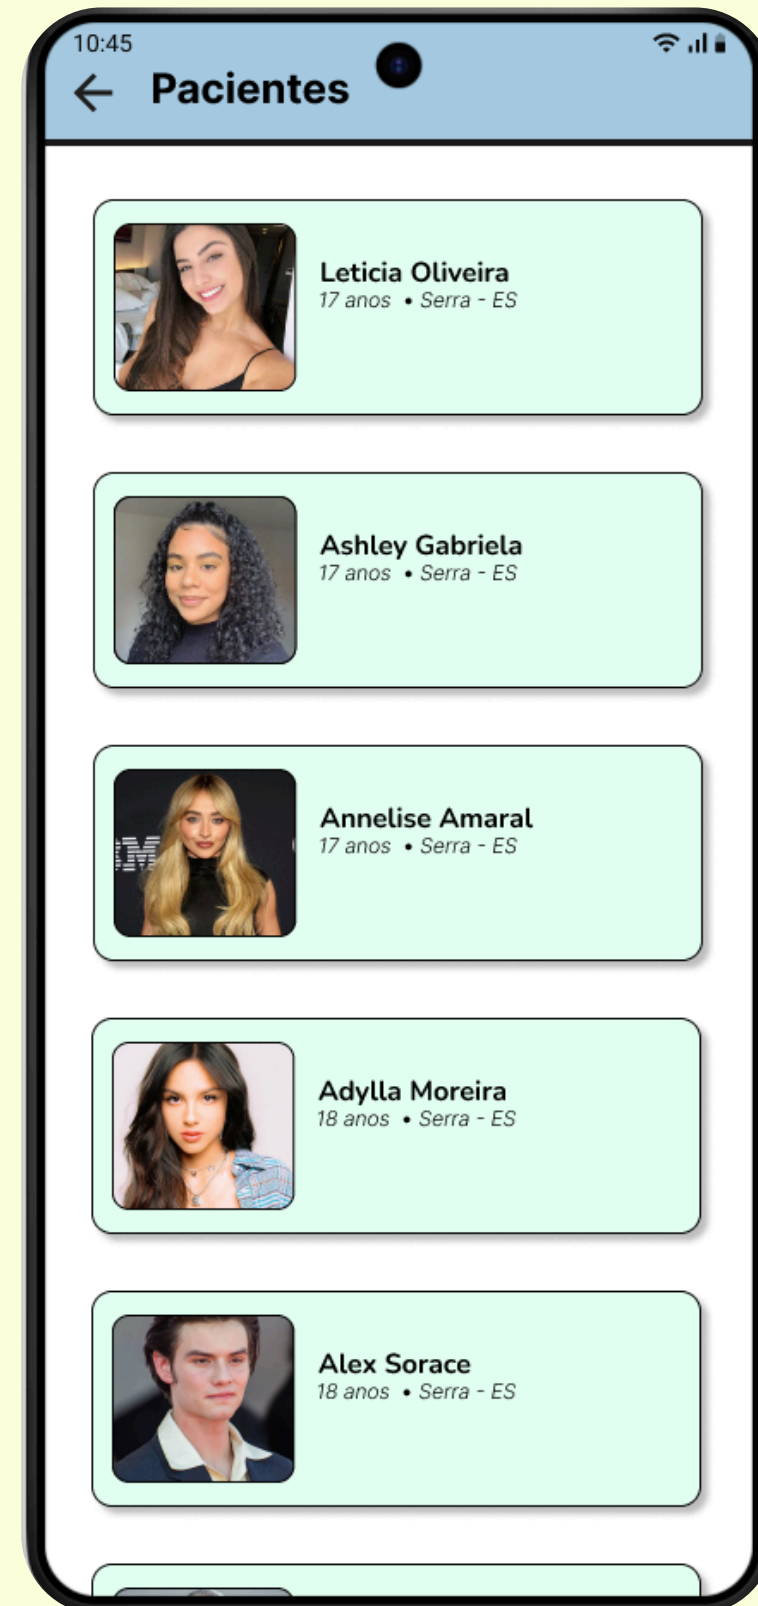 10:45
Pacientes
Leticia Oliveira
17 anos • Serra - ES
Ashley Gabriela
17 anos • Serra - ES
Annelise Amaral
17 anos • Serra - ES
Adylla Moreira
18 anos • Serra - ES
Alex Sorace
18 anos • Serra - ES